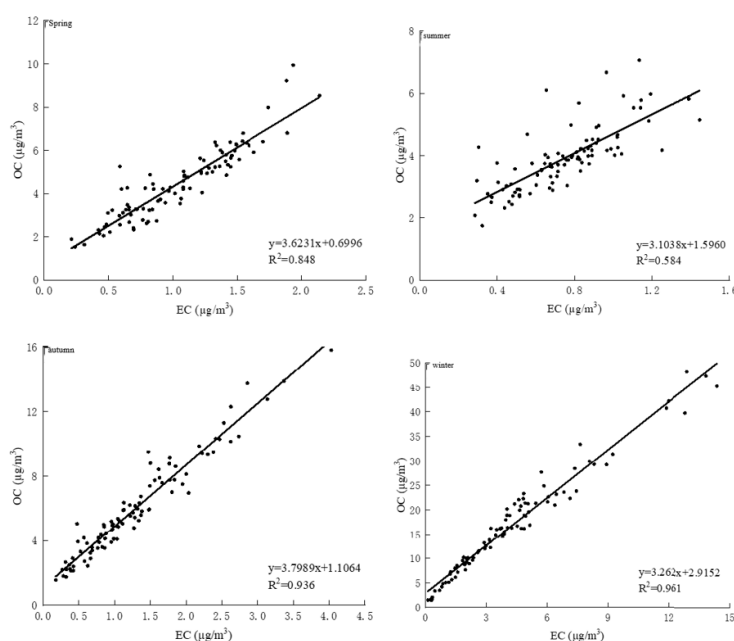 Spring
12
10
8
6
4
2
0
OC (μg/m³)
0.0 0.5 1.0 1.5 2.0 2.5
EC (μg/m³)
y=3.6231x+0.6996
R²=0.848
summer
8
6
4
2
0
OC (μg/m³)
0.0 0.4 0.8 1.2 1.6
EC (μg/m³)
y=3.1038x+1.5960
R²=0.584
autumn
16
12
8
4
0
OC (μg/m³)
0.0 0.5 1.0 1.5 2.0 2.5 3.0 3.5 4.0 4.5
EC (μg/m³)
y=3.7989x+1.1064
R²=0.936
winter
50
45
40
35
30
25
20
15
10
5
0
OC (μg/m³)
0 3 6 9 12 15
EC (μg/m³)
y=3.262x+2.9152
R²=0.961